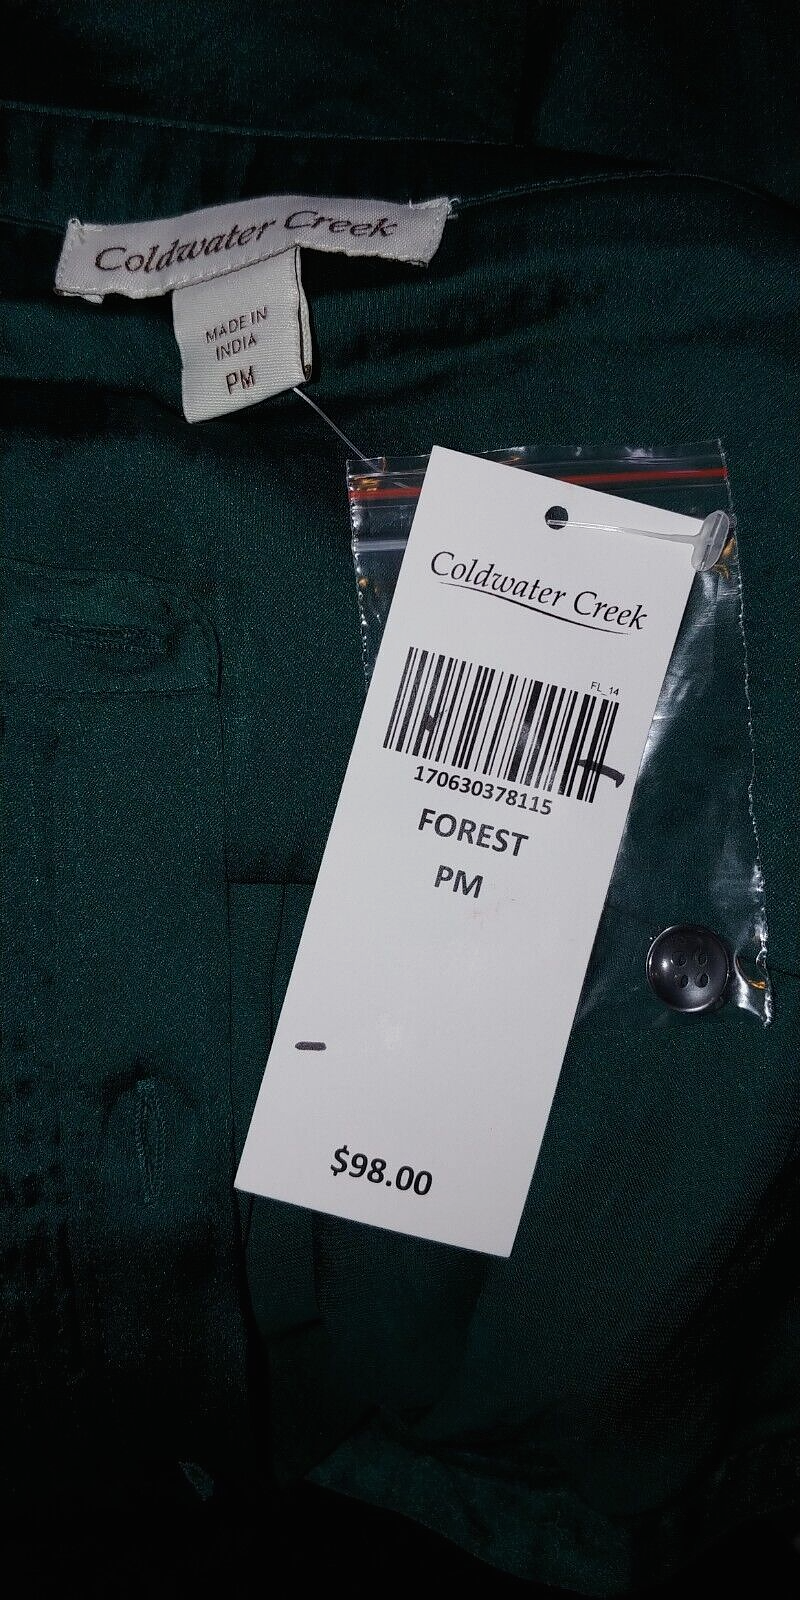 Coldwater Creek
MADE IN
INDIA
PM
Coldwater Creek
FL_14
170630378115
FOREST
PM
$98.00